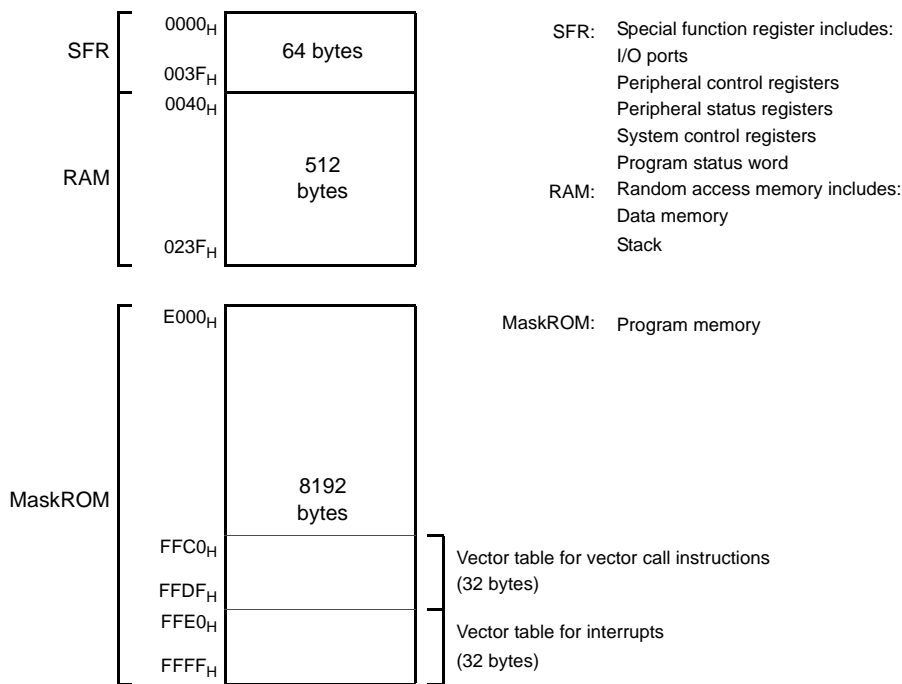 SFR
0000H
003FH
64 bytes
RAM
0040H
023FH
512
bytes
SFR: Special function register includes:
I/O ports
Peripheral control registers
Peripheral status registers
System control registers
Program status word
RAM: Random access memory includes:
Data memory
Stack
MaskROM
E000H
8192
bytes
MaskROM: Program memory
FFC0H
FFDFH
Vector table for vector call instructions
(32 bytes)
FFE0H
FFFFH
Vector table for interrupts
(32 bytes)